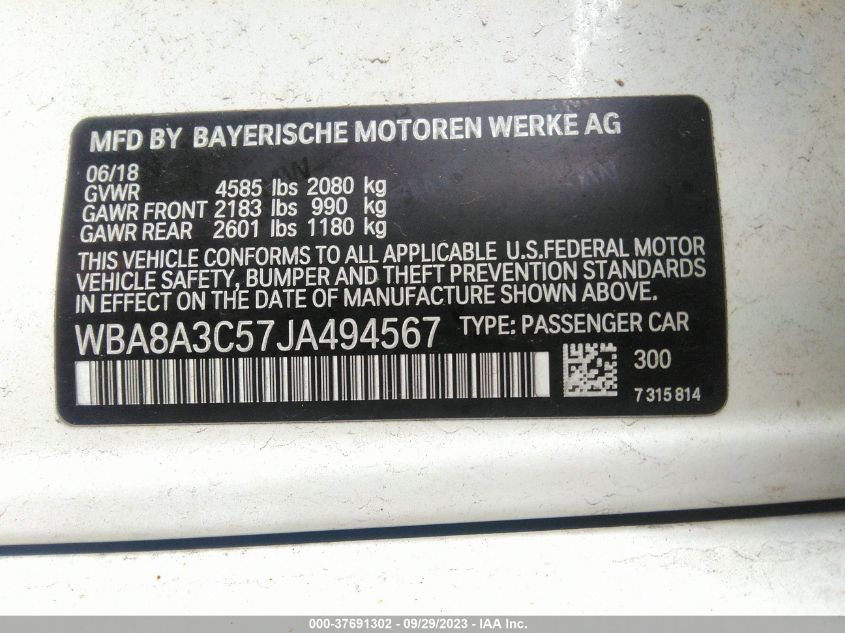 MFD BY BAYERISCHE MOTOREN WERKE AG
06/18
GVWR 4585 lbs 2080 kg
GAWR FRONT 2183 lbs 990 kg
GAWR REAR 2601 lbs 1180 kg
THIS VEHICLE CONFORMS TO ALL APPLICABLE U.S.FEDERAL MOTOR
VEHICLE SAFETY, BUMPER AND THEFT PREVENTION STANDARDS
IN EFFECT ON THE DATE OF MANUFACTURE SHOWN ABOVE.
WBA8A3C57JA494567 TYPE: PASSENGER CAR
300
7 315 814
000-37691302 - 09/29/2023 - IAA Inc.